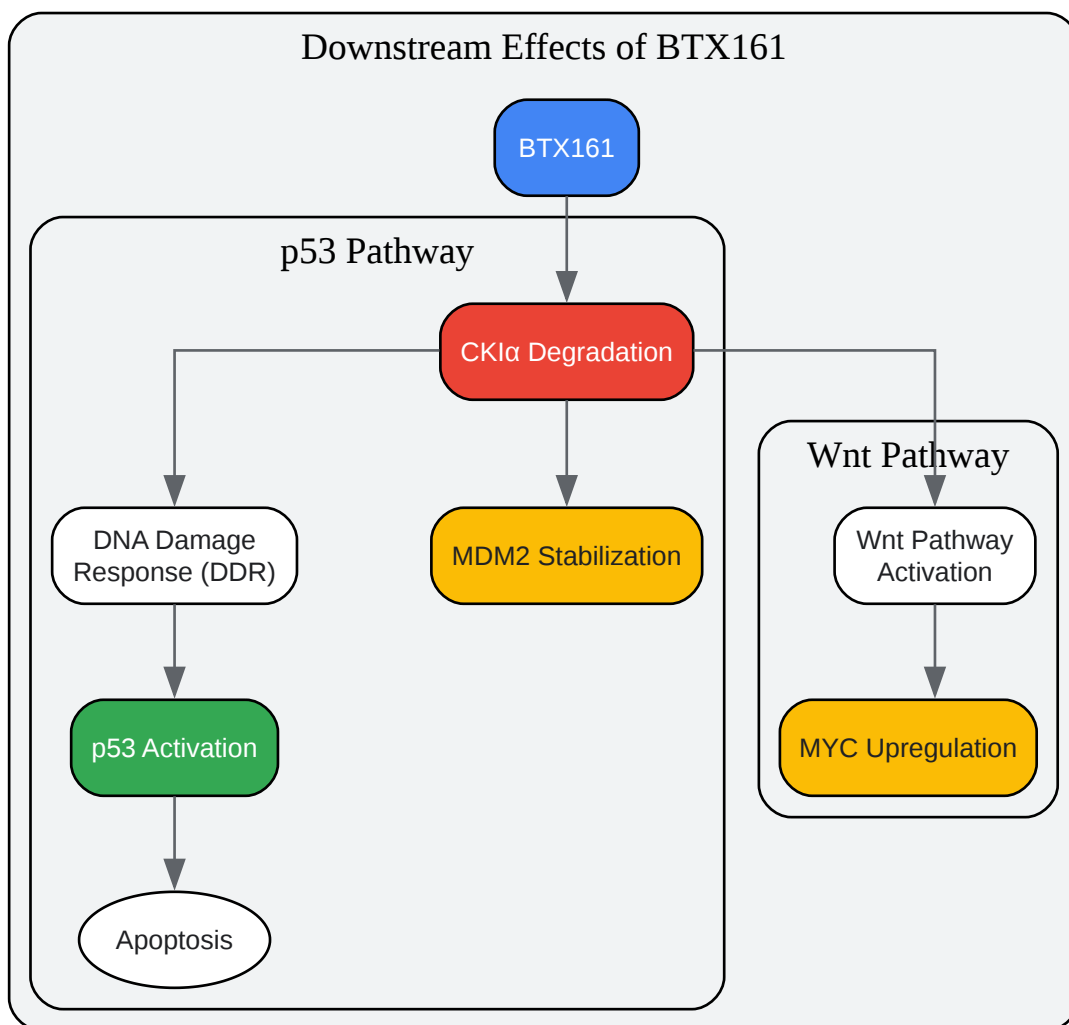 Downstream Effects of BTX161
BTX161
p53 Pathway
CKIα Degradation
Wnt Pathway
DNA Damage
Response (DDR)
MDM2 Stabilization
Wnt Pathway
Activation
p53 Activation
MYC Upregulation
Apoptosis